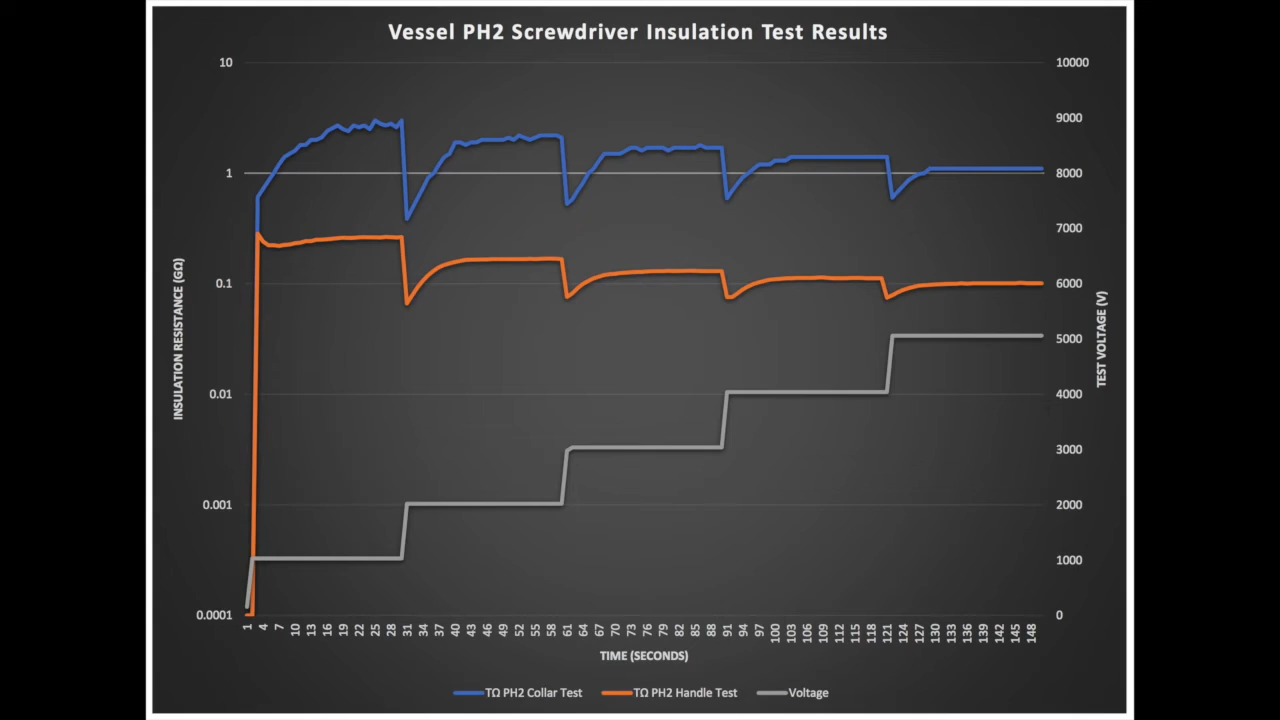 Vessel PH2 Screwdriver Insulation Test Results
10
1
0.1
0.01
0.001
0.0001
INSULATION RESISTANCE (GΩ)
10000
9000
8000
7000
6000
5000
4000
3000
2000
1000
0
TEST VOLTAGE (V)
1 4 7 10 13 16 19 22 25 28 31 34 37 40 43 46 49 52 55 58 61 64 67 70 73 76 79 82 85 88 91 94 97 100 103 106 109 112 115 118 121 124 127 130 133 136 139 142 145 148
TIME (SECONDS)
TΩ PH2 Collar Test TΩ PH2 Handle Test Voltage